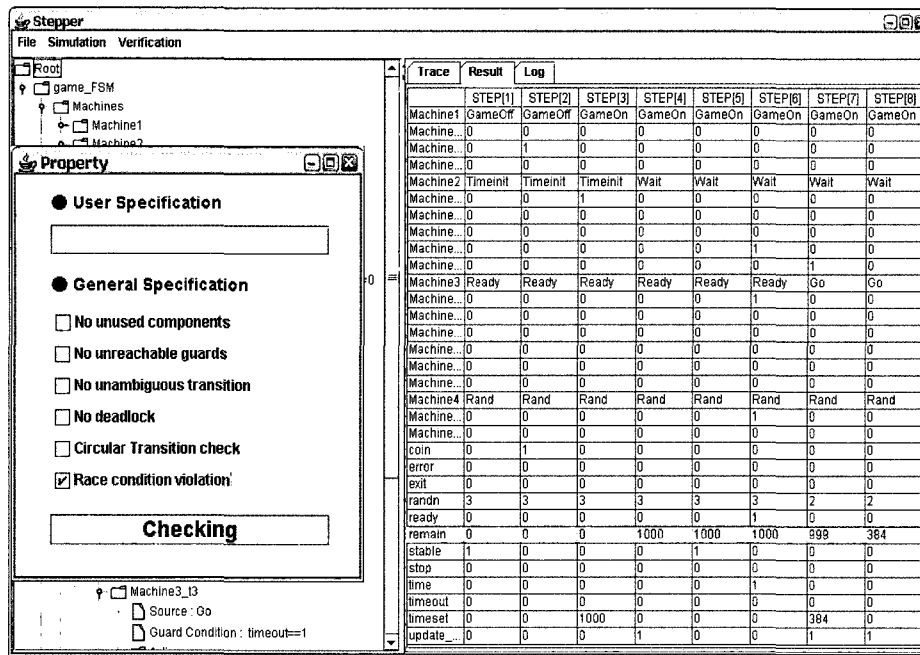 Stepper
File Simulation Verification
Root
game_FSM
Machines
Machine1
Machine2
Property
User Specification
General Specification
No unused components
No unreachable guards
No unambiguous transition
No deadlock
Circular Transition check
Race condition violation
Checking
=0
Machine3_t3
Source : Go
Guard Condition : timeout==1
Trace Result Log
STEP[1] STEP[2] STEP[3] STEP[4] STEP[5] STEP[6] STEP[7] STEP[8]
Machine1 GameOff GameOff GameOn GameOn GameOn GameOn GameOn GameOn
Machine... 0 0 0 0 0 0 0 0
Machine... 0 1 0 0 0 0 0 0
Machine... 0 0 0 0 0 0 0 0
Machine2 Timeinit Timeinit Timeinit Wait Wait Wait Wait Wait
Machine... 0 0 1 0 0 0 0 0
Machine... 0 0 0 0 0 0 0 0
Machine... 0 0 0 0 0 0 0 0
Machine... 0 0 0 0 0 1 0 0
Machine... 0 0 0 0 0 0 1 0
Machine3 Ready Ready Ready Ready Ready Ready Go Go
Machine... 0 0 0 0 0 1 0 0
Machine... 0 0 0 0 0 0 0 0
Machine... 0 0 0 0 0 0 0 0
Machine... 0 0 0 0 0 0 0 0
Machine... 0 0 0 0 0 0 0 0
Machine... 0 0 0 0 0 0 0 0
Machine4 Rand Rand Rand Rand Rand Rand Rand Rand
Machine... 0 0 0 0 0 1 0 0
Machine... 0 0 0 0 0 0 0 0
coin 0 1 0 0 0 0 0 0
error 0 0 0 0 0 0 0 0
exit 0 0 0 0 0 0 0 0
randn 3 3 3 3 3 3 2 2
ready 0 0 0 0 0 1 0 0
remain 0 0 0 1000 1000 1000 999 384
stable 1 0 0 0 1 0 0 0
stop 0 0 0 0 0 0 0 0
time 0 0 0 0 0 1 0 0
timeout 0 0 0 0 0 0 0 0
timeset 0 0 1000 0 0 0 384 0
update_... 0 0 0 1 0 0 1 1